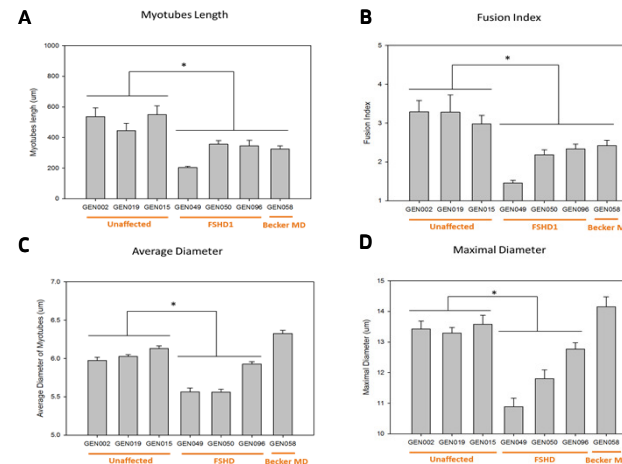 A
Myotubes Length
1000
800
600
400
200
0
Myotubes lengh (um)
*
GEN002 GEN019 GEN015 GEN049 GEN050 GEN096 GEN058
Unaffected FSHD1 Becker MD
B
Fusion Index
5
4
3
2
1
Fusion Index
*
GEN002 GEN019 GEN015 GEN049 GEN050 GEN096 GEN058
Unaffected FSHD1 Becker M
C
Average Diameter
7.0
6.5
6.0
5.5
5.0
Average Diameter of Myotubes (um)
*
GEN002 GEN019 GEN015 GEN049 GEN050 GEN096 GEN058
Unaffected FSHD Becker MD
D
Maximal Diameter
15
14
13
12
11
10
Maximal Diameter (um)
*
GEN002 GEN019 GEN015 GEN049 GEN050 GEN096 GEN058
Unaffected FSHD Becker M